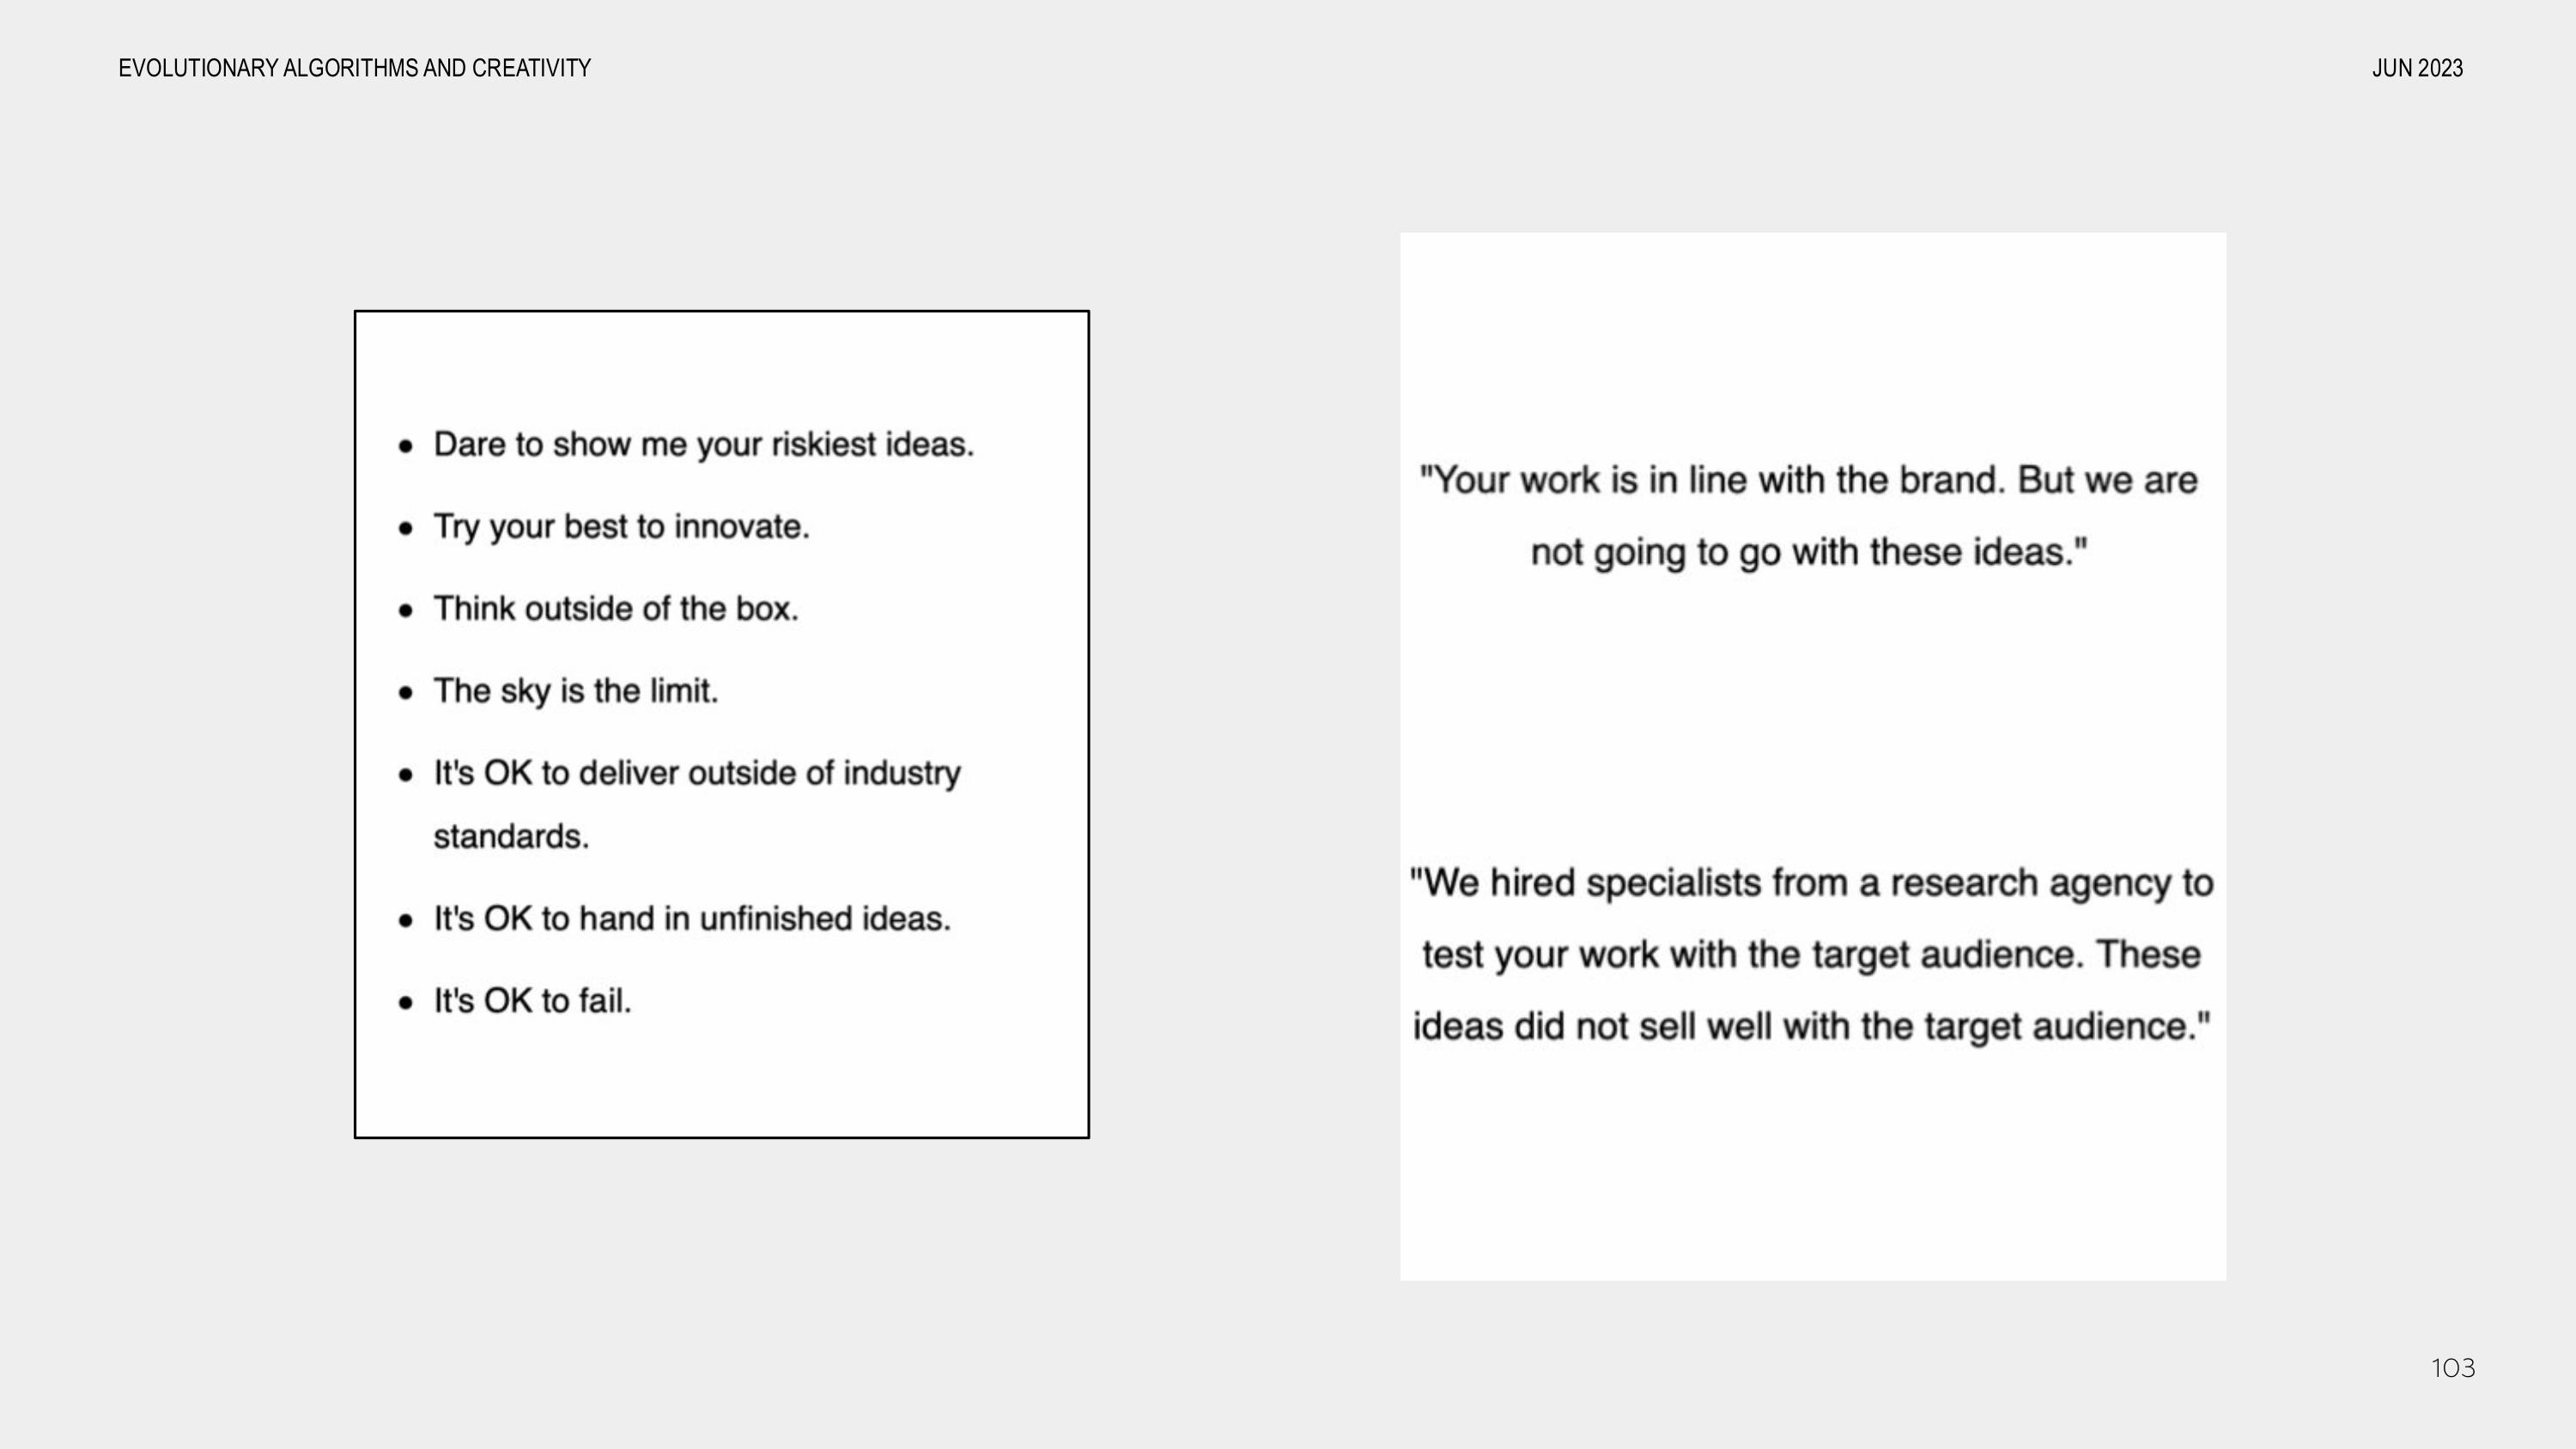 EVOLUTIONARY ALGORITHMS AND CREATIVITY
JUN 2023
• Dare to show me your riskiest ideas.
• Try your best to innovate.
• Think outside of the box.
• The sky is the limit.
• It's OK to deliver outside of industry
standards.
• It's OK to hand in unfinished ideas.
• It's OK to fail.
"Your work is in line with the brand. But we are
not going to go with these ideas."
"We hired specialists from a research agency to
test your work with the target audience. These
ideas did not sell well with the target audience."
103